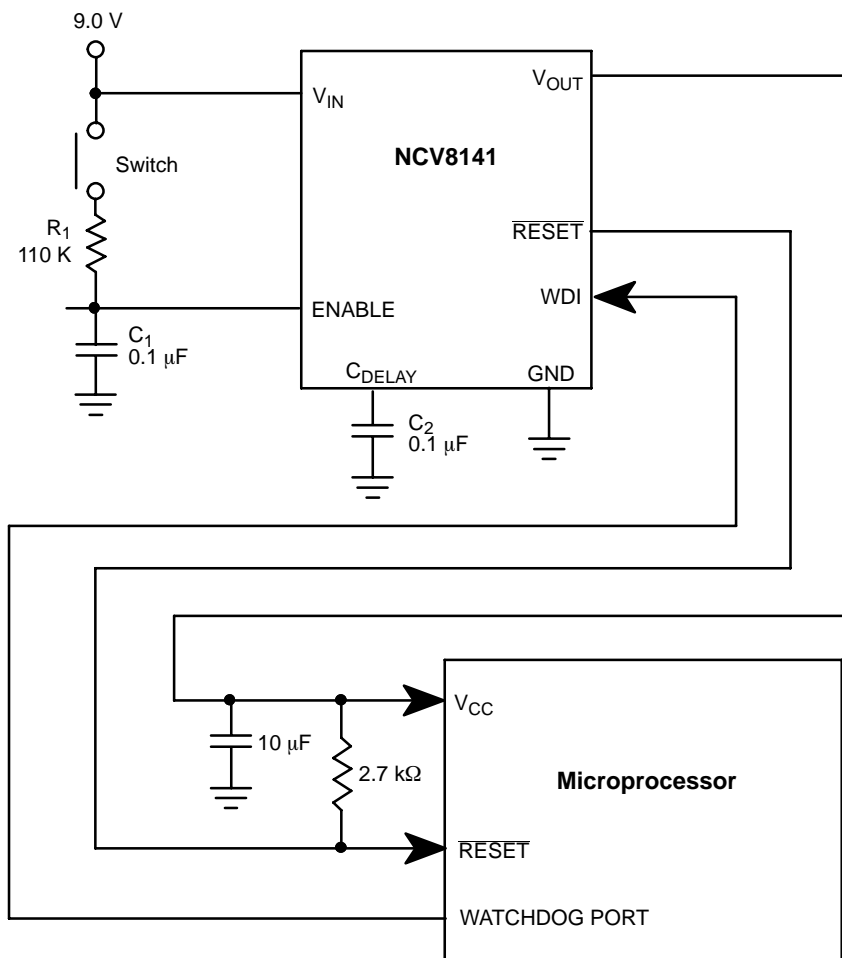 9.0 V
V_IN
V_OUT
NCV8141
Switch
R_1
110 K
RESET
WDI
ENABLE
C_1
0.1 μF
C_DELAY
GND
C_2
0.1 μF
V_CC
10 μF
2.7 kΩ
Microprocessor
RESET
WATCHDOG PORT